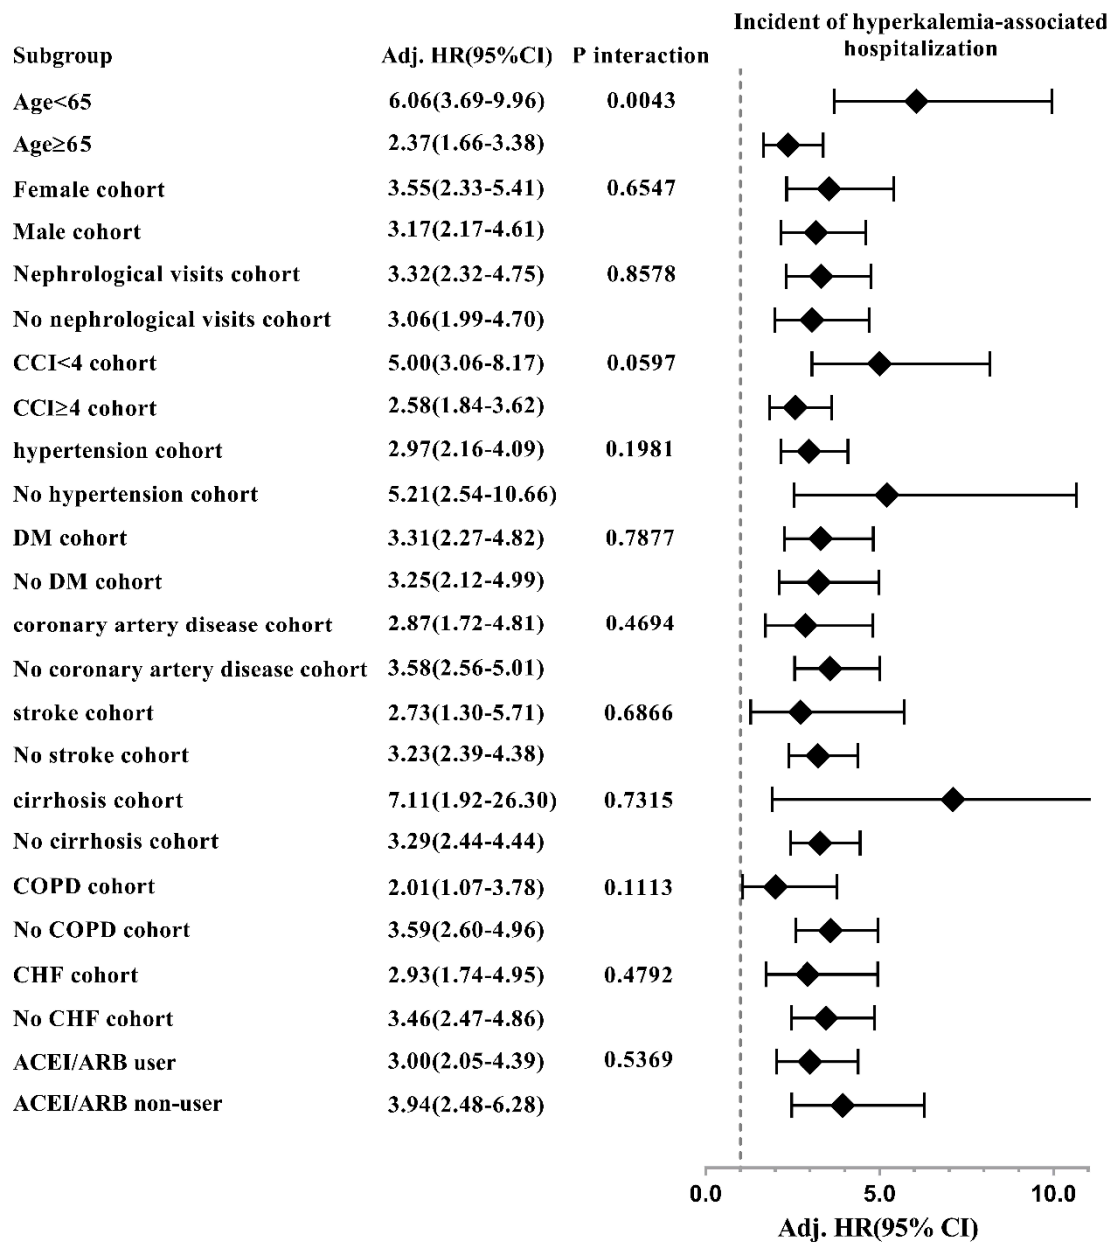 Incident of hyperkalemia-associated
hospitalization
Subgroup Adj. HR(95%CI) P interaction
Age<65 6.06(3.69-9.96) 0.0043
Age≥65 2.37(1.66-3.38)
Female cohort 3.55(2.33-5.41) 0.6547
Male cohort 3.17(2.17-4.61)
Nephrological visits cohort 3.32(2.32-4.75) 0.8578
No nephrological visits cohort 3.06(1.99-4.70)
CCI<4 cohort 5.00(3.06-8.17) 0.0597
CCI≥4 cohort 2.58(1.84-3.62)
hypertension cohort 2.97(2.16-4.09) 0.1981
No hypertension cohort 5.21(2.54-10.66)
DM cohort 3.31(2.27-4.82) 0.7877
No DM cohort 3.25(2.12-4.99)
coronary artery disease cohort 2.87(1.72-4.81) 0.4694
No coronary artery disease cohort 3.58(2.56-5.01)
stroke cohort 2.73(1.30-5.71) 0.6866
No stroke cohort 3.23(2.39-4.38)
cirrhosis cohort 7.11(1.92-26.30) 0.7315
No cirrhosis cohort 3.29(2.44-4.44)
COPD cohort 2.01(1.07-3.78) 0.1113
No COPD cohort 3.59(2.60-4.96)
CHF cohort 2.93(1.74-4.95) 0.4792
No CHF cohort 3.46(2.47-4.86)
ACEI/ARB user 3.00(2.05-4.39) 0.5369
ACEI/ARB non-user 3.94(2.48-6.28)
0.0 5.0 10.0
Adj. HR(95% CI)